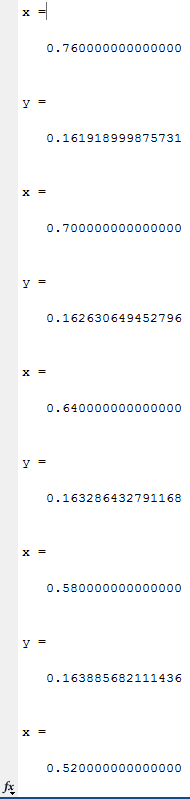 x =
0.760000000000000
y =
0.161918999875731
x =
0.700000000000000
y =
0.162630649452796
x =
0.640000000000000
y =
0.163286432791168
x =
0.580000000000000
y =
0.163885682111436
x =
0.520000000000000
fx